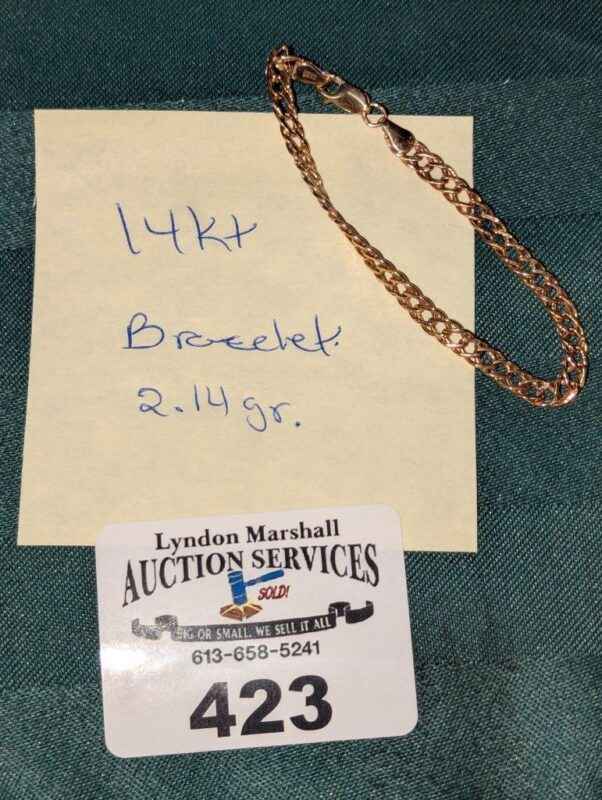 14Kt
Bracelet.
2.14 gr.
Lyndon Marshall
AUCTION SERVICES
SOLD!
BIG OR SMALL, WE SELL IT ALL
613-658-5241
423